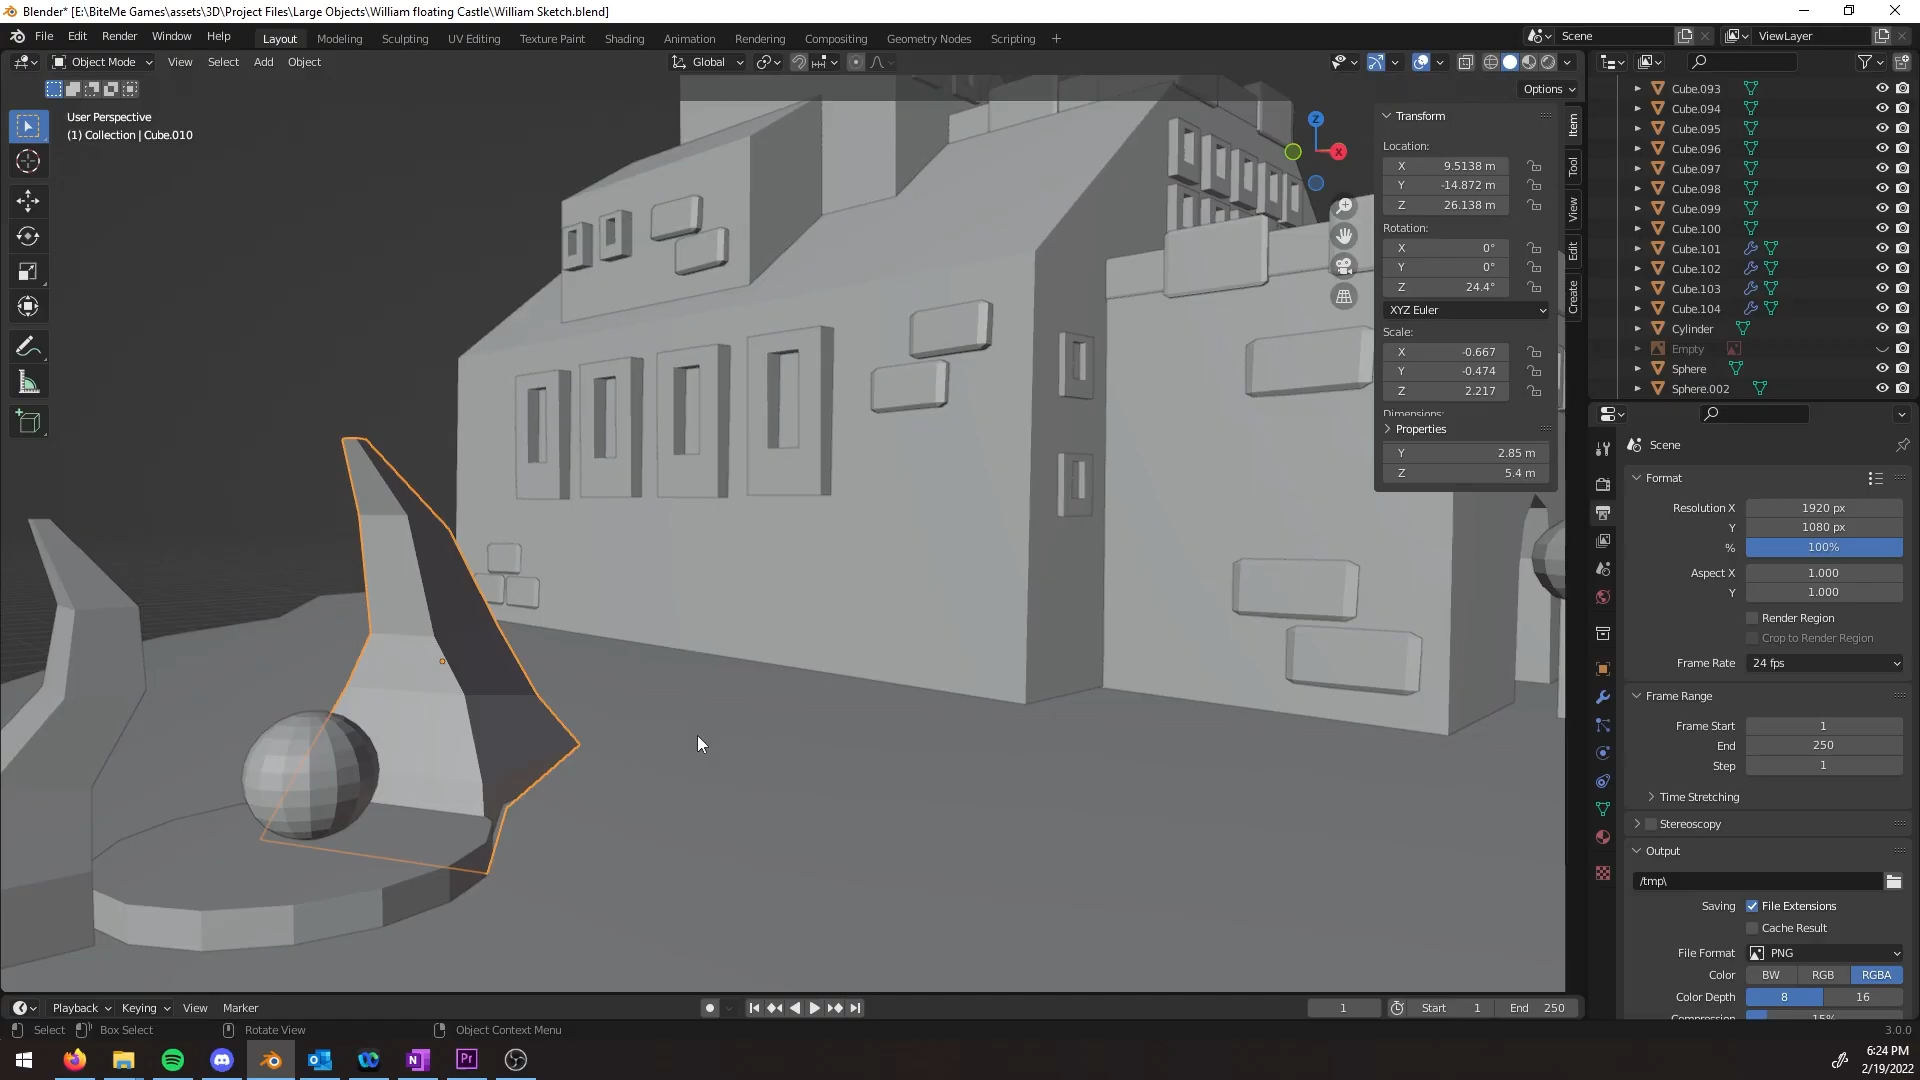 Blender* [E:\BiteMe Games\assets\3D\Project Files\Large Objects\William floating Castle\William Sketch.blend]
File Edit Render Window Help Layout Modeling Sculpting UV Editing Texture Paint Shading Animation Rendering Compositing Geometry Nodes Scripting + Scene ViewLayer
Object Mode View Select Add Object Global
Options
User Perspective
(1) Collection | Cube.010
Z
X
Transform
Location:
X 9.5138 m
Y -14.872 m
Z 26.138 m
Rotation:
X 0°
Y 0°
Z 24.4°
XYZ Euler
Scale:
X -0.667
Y -0.474
Z 2.217
Dimensions:
Properties
Y 2.85 m
Z 5.4 m
Item
Tool
View
Edit
Create
Cube.093
Cube.094
Cube.095
Cube.096
Cube.097
Cube.098
Cube.099
Cube.100
Cube.101
Cube.102
Cube.103
Cube.104
Cylinder
Empty
Sphere
Sphere.002
Scene
Format
Resolution X 1920 px
Y 1080 px
% 100%
Aspect X 1.000
Y 1.000
Render Region
Crop to Render Region
Frame Rate 24 fps
Frame Range
Frame Start 1
End 250
Step 1
Time Stretching
Stereoscopy
Output
/tmp\
Saving File Extensions
Cache Result
File Format PNG
Color BW RGB RGBA
Color Depth 8 16
Compression 15%
Playback Keying View Marker 1 Start 1 End 250
Select Box Select Rotate View Object Context Menu 3.0.0
6:24 PM
2/19/2022